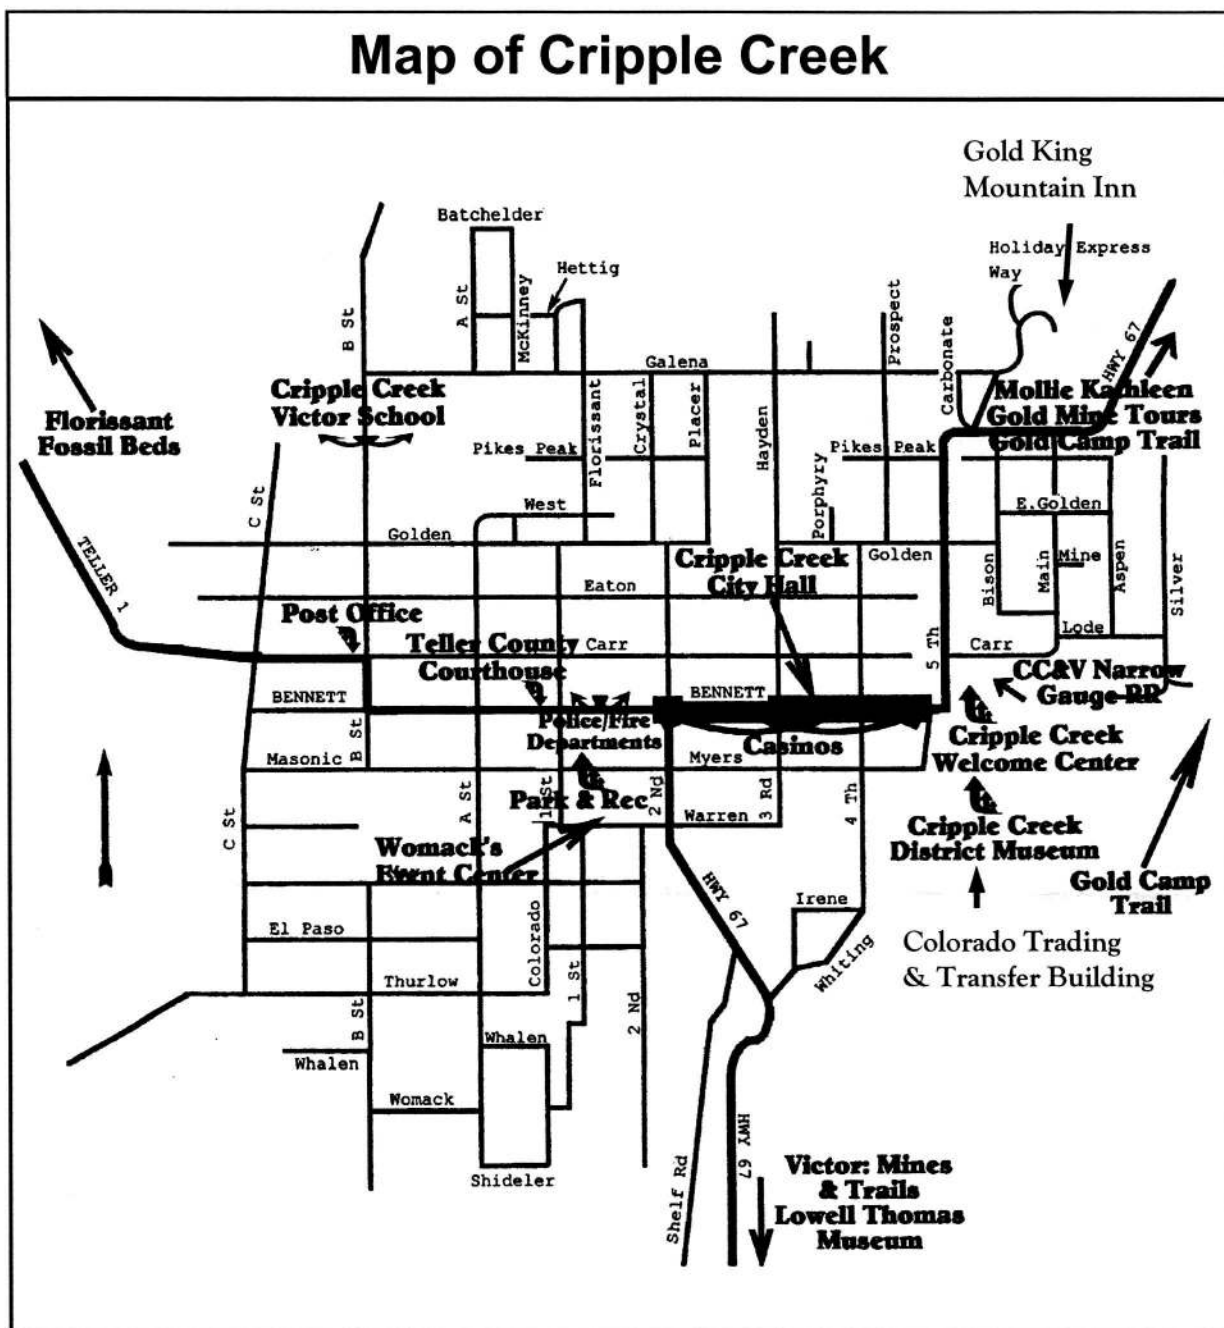 Map of Cripple Creek
Gold King
Mountain Inn
Holiday Express
Way
Batchelder
Hettig
A St
McKinney
B St
Prospect
Carbonate
HWY 67
Galena
Cripple Creek
Victor School
Florissant
Fossil Beds
Mollie Kathleen
Gold Mine Tours
Gold Camp Trail
Florissant
Crystal
Placer
Hayden
Pikes Peak
Pikes Peak
Porphyry
C St
West
E.Golden
Golden
Golden
Cripple Creek
City Hall
Bison
Main
Mine
Aspen
Silver
TELLER 1
Eaton
Post Office
Teller County
Courthouse
Carr
5 Th
Carr
Lode
CC&V Narrow
Gauge RR
BENNETT
BENNETT
Police/Fire
Departments
Casinos
Cripple Creek
Welcome Center
Masonic
B St
Myers
A St
1 St
Park & Rec
2 Nd
Warren
3 Rd
4 Th
C St
Cripple Creek
District Museum
Womack's
Event Center
Gold Camp
Trail
HWY 67
Irene
Whiting
El Paso
Colorado
1 St
2 Nd
Colorado Trading
& Transfer Building
Thurlow
B St
Whalen
Whalen
Womack
Shideler
Shelf Rd
HWY 67
Victor: Mines
& Trails
Lowell Thomas
Museum